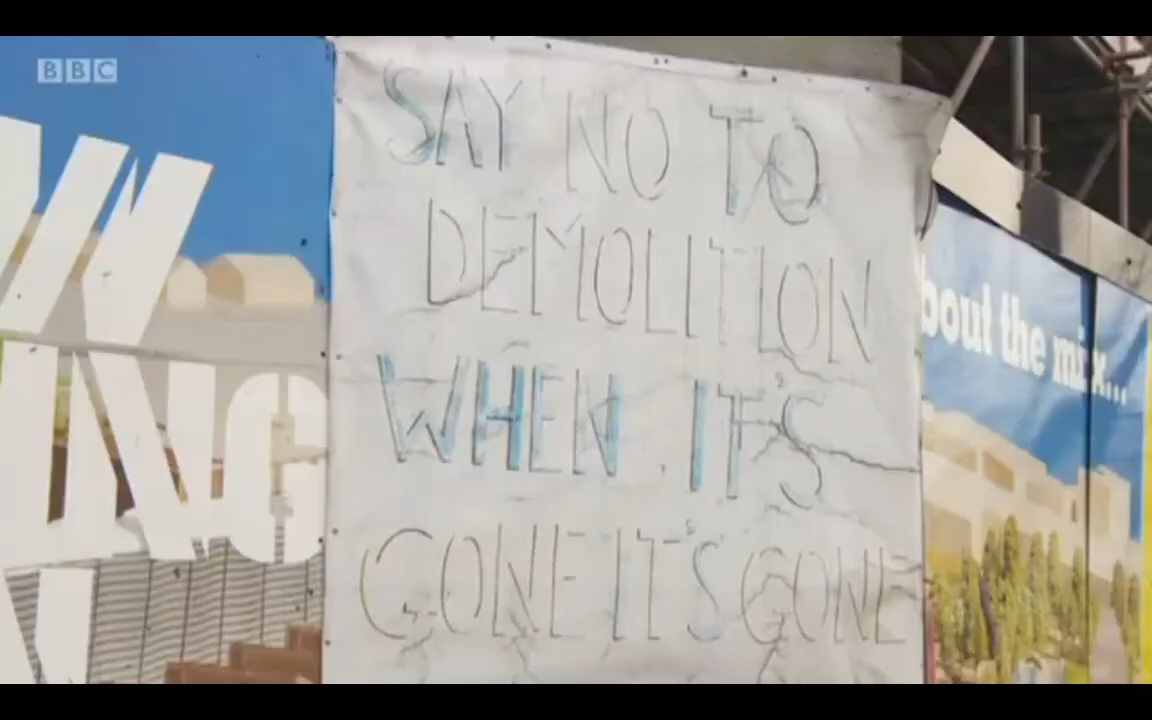 BBC
SAY NO TO
DEMOLITION
WHEN IT'S
GONE IT'S GONE
bout the mix...